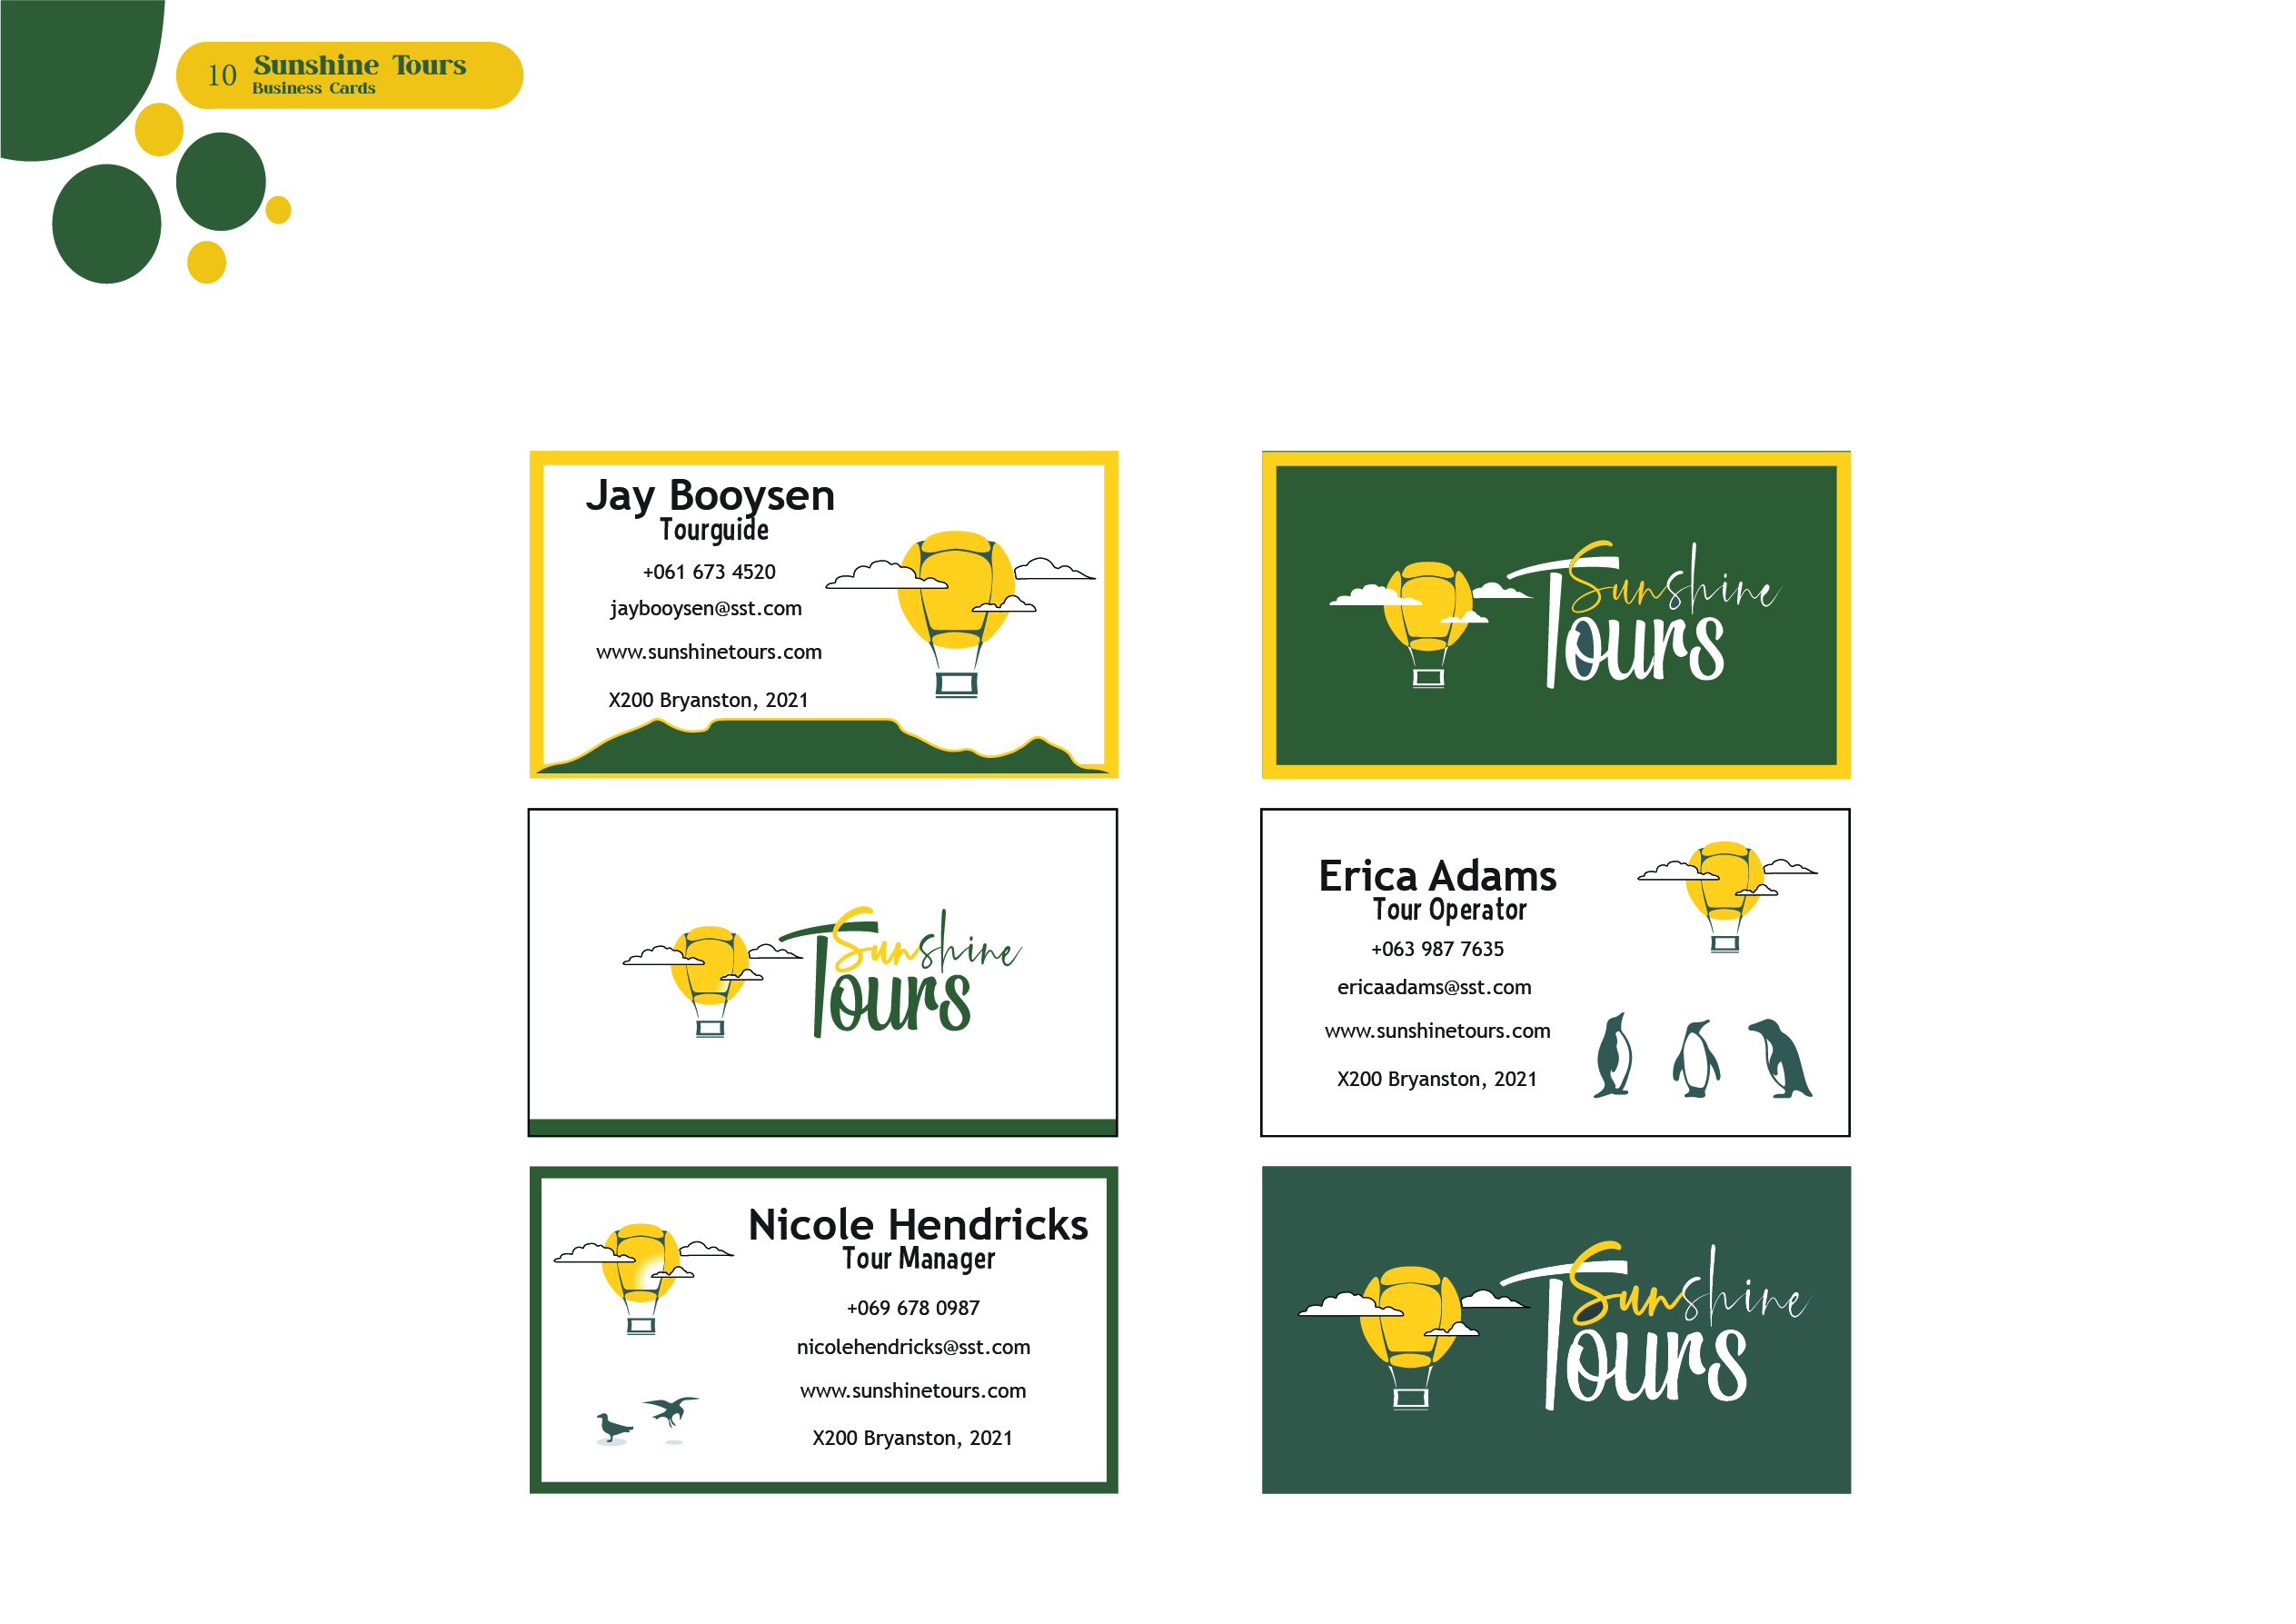 10 Sunshine Tours
Business Cards
Jay Booysen
Tourguide
+061 673 4520
jaybooysen@sst.com
www.sunshinetours.com
X200 Bryanston, 2021
Sunshine
Tours
Sunshine
Tours
Erica Adams
Tour Operator
+063 987 7635
ericaadams@sst.com
www.sunshinetours.com
X200 Bryanston, 2021
Nicole Hendricks
Tour Manager
+069 678 0987
nicolehendricks@sst.com
www.sunshinetours.com
X200 Bryanston, 2021
Sunshine
Tours